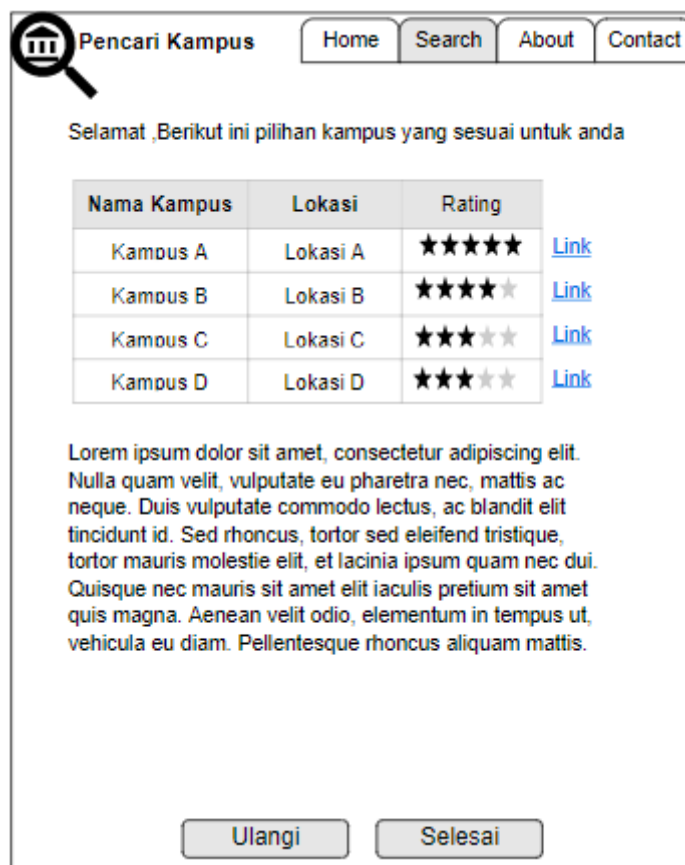 Pencari Kampus Home Search About Contact
Selamat ,Berikut ini pilihan kampus yang sesuai untuk anda
Nama Kampus Lokasi Rating
Kampus A Lokasi A Link
Kampus B Lokasi B Link
Kampus C Lokasi C Link
Kampus D Lokasi D Link
Lorem ipsum dolor sit amet, consectetur adipiscing elit.
Nulla quam velit, vulputate eu pharetra nec, mattis ac
neque. Duis vulputate commodo lectus, ac blandit elit
tincidunt id. Sed rhoncus, tortor sed eleifend tristique,
tortor mauris molestie elit, et lacinia ipsum quam nec dui.
Quisque nec mauris sit amet elit iaculis pretium sit amet
quis magna. Aenean velit odio, elementum in tempus ut,
vehicula eu diam. Pellentesque rhoncus aliquam mattis.
Ulangi Selesai